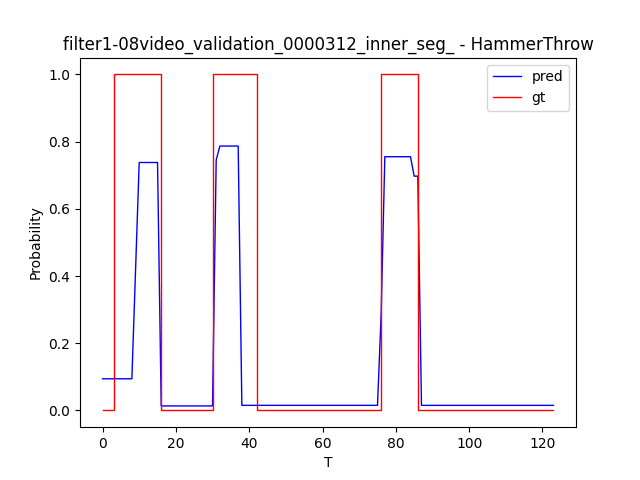 filter1-08video_validation_0000312_inner_seg_ - HammerThrow
pred
gt
Probability
1.0
0.8
0.6
0.4
0.2
0.0
0 20 40 60 80 100 120
T